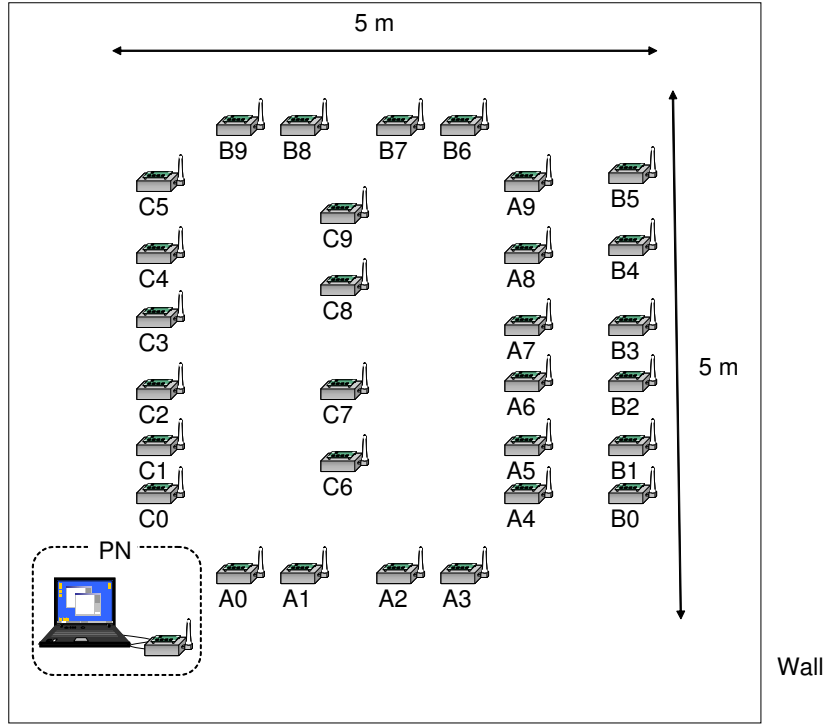 5 m
B9 B8 B7 B6
C5 A9 B5
C9
C4 A8 B4
C8
C3 A7 B3
5 m
C2 C7 A6 B2
C1 A5 B1
C6
C0 A4 B0
PN
A0 A1 A2 A3
Wall